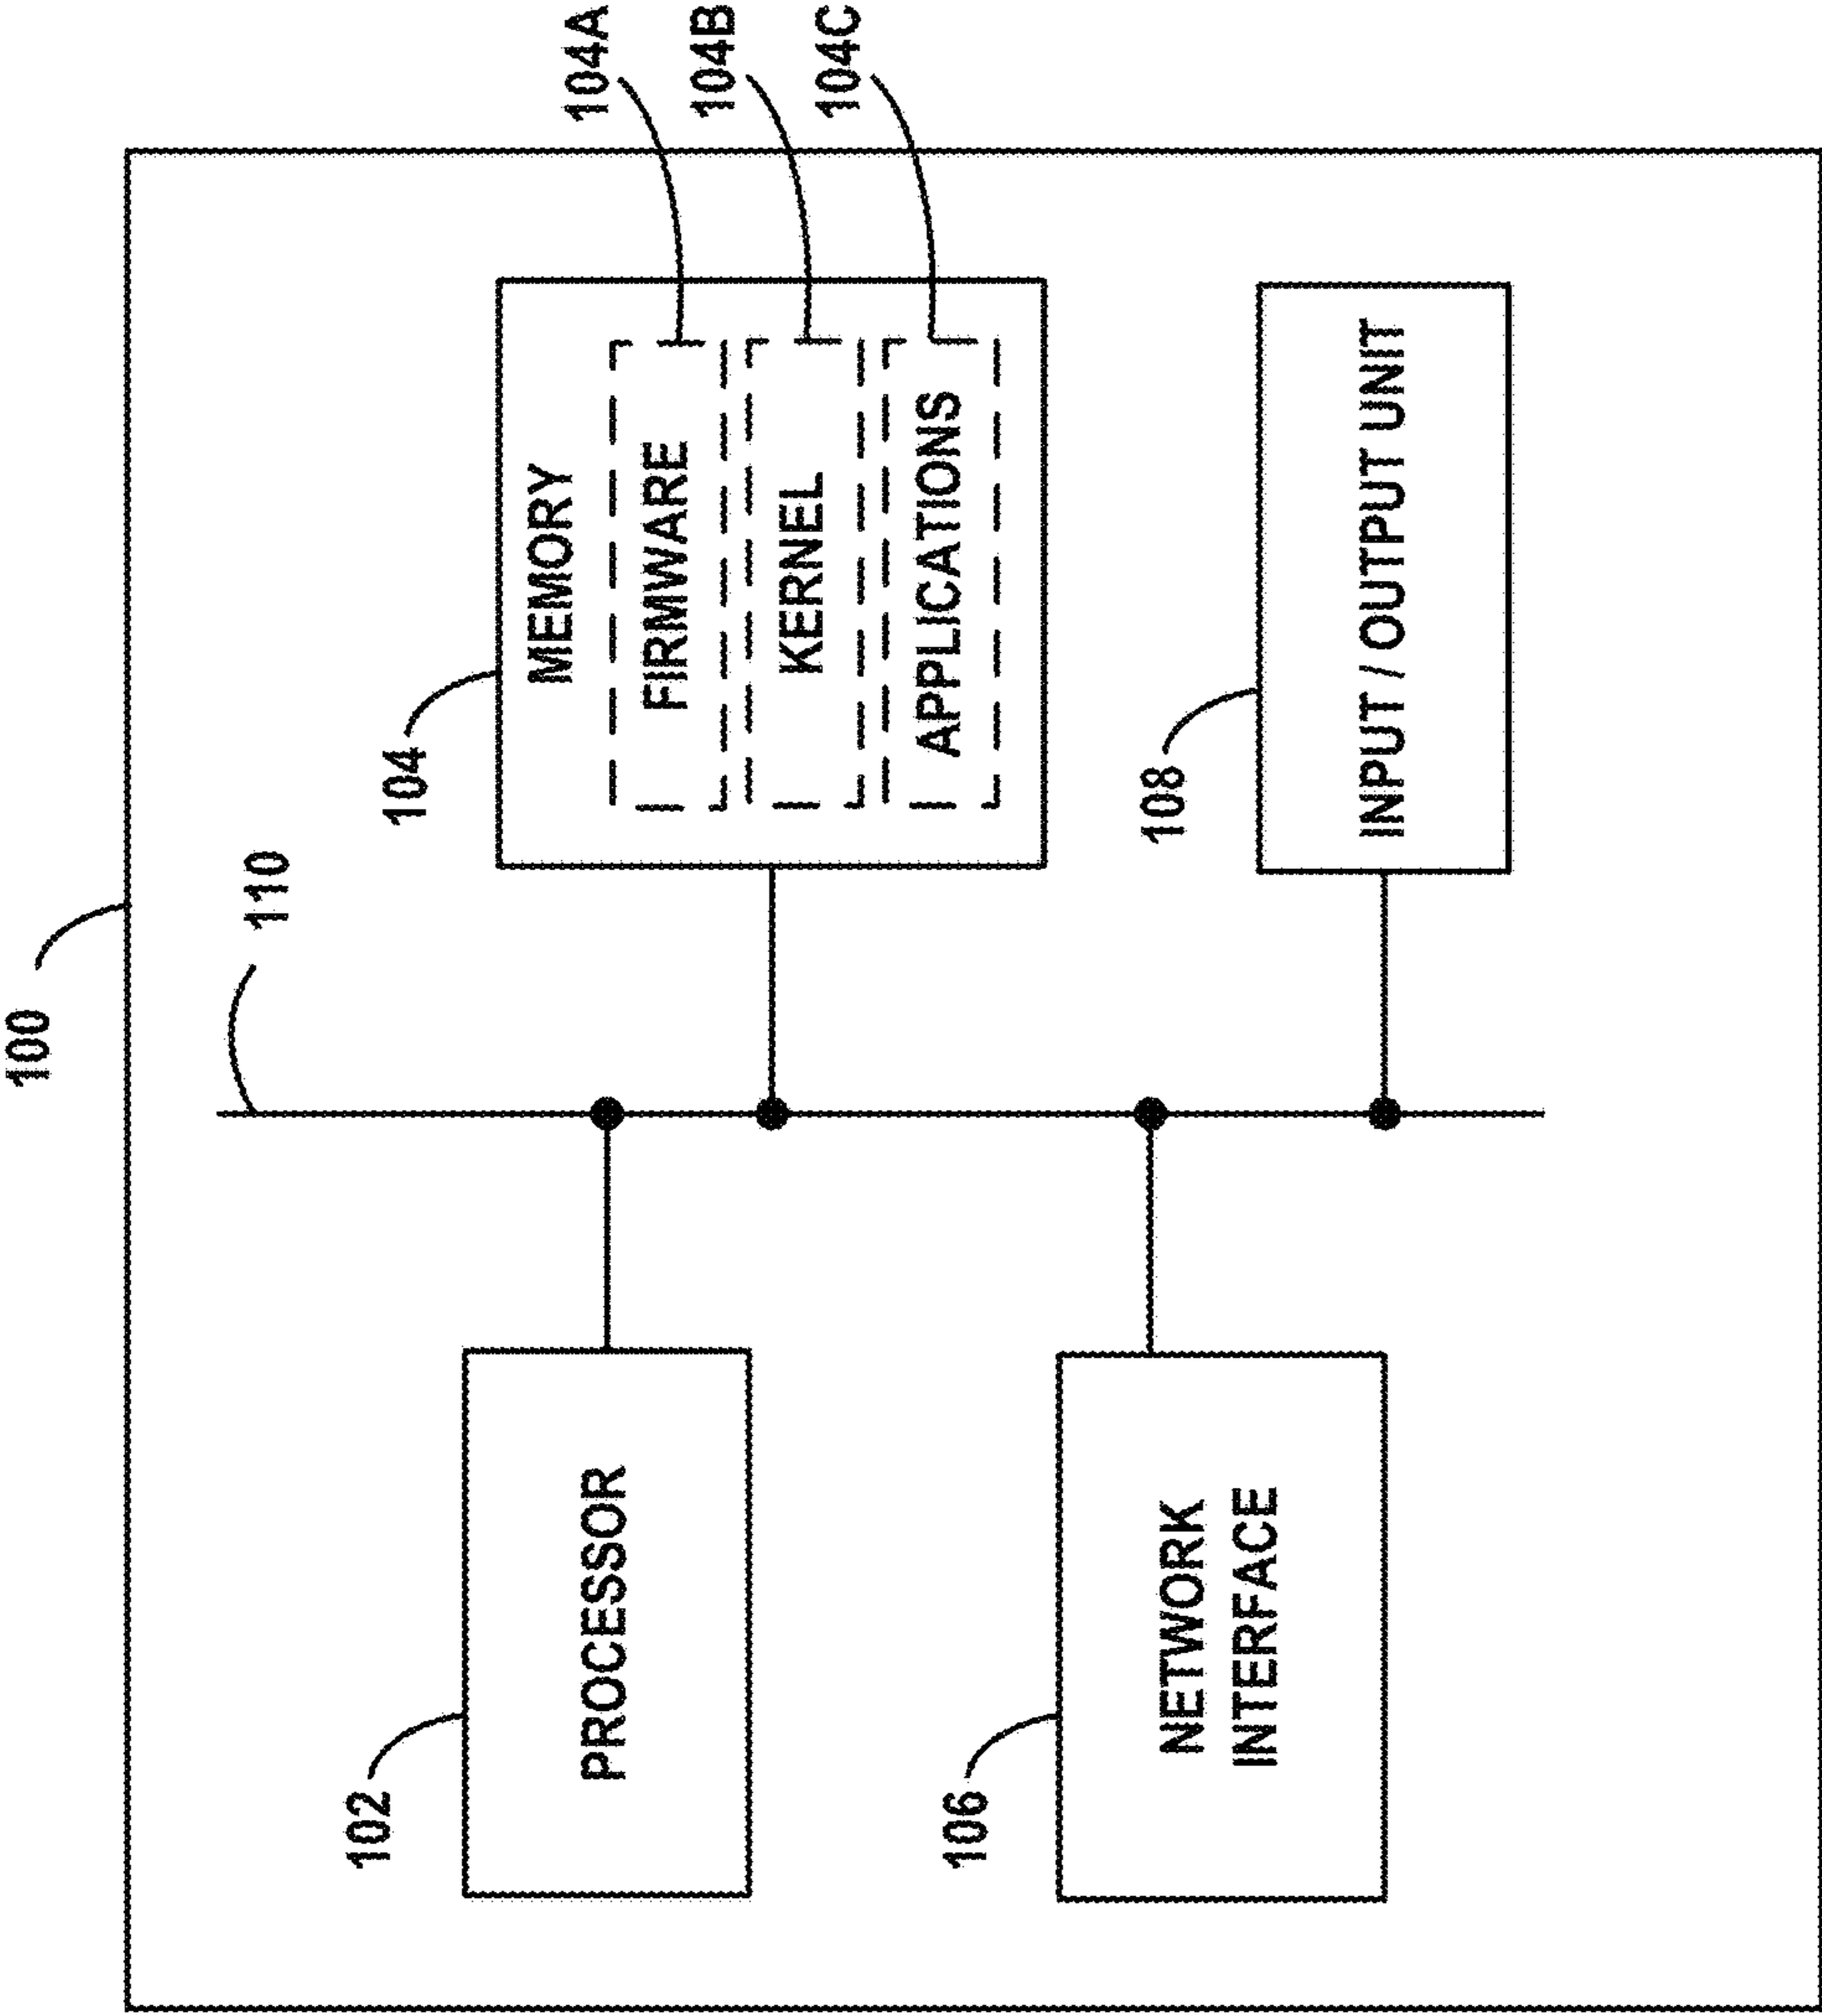 100
110
102
PROCESSOR
104
MEMORY
FIRMWARE
104A
KERNEL
104B
APPLICATIONS
104C
106
NETWORK
INTERFACE
108
INPUT / OUTPUT UNIT